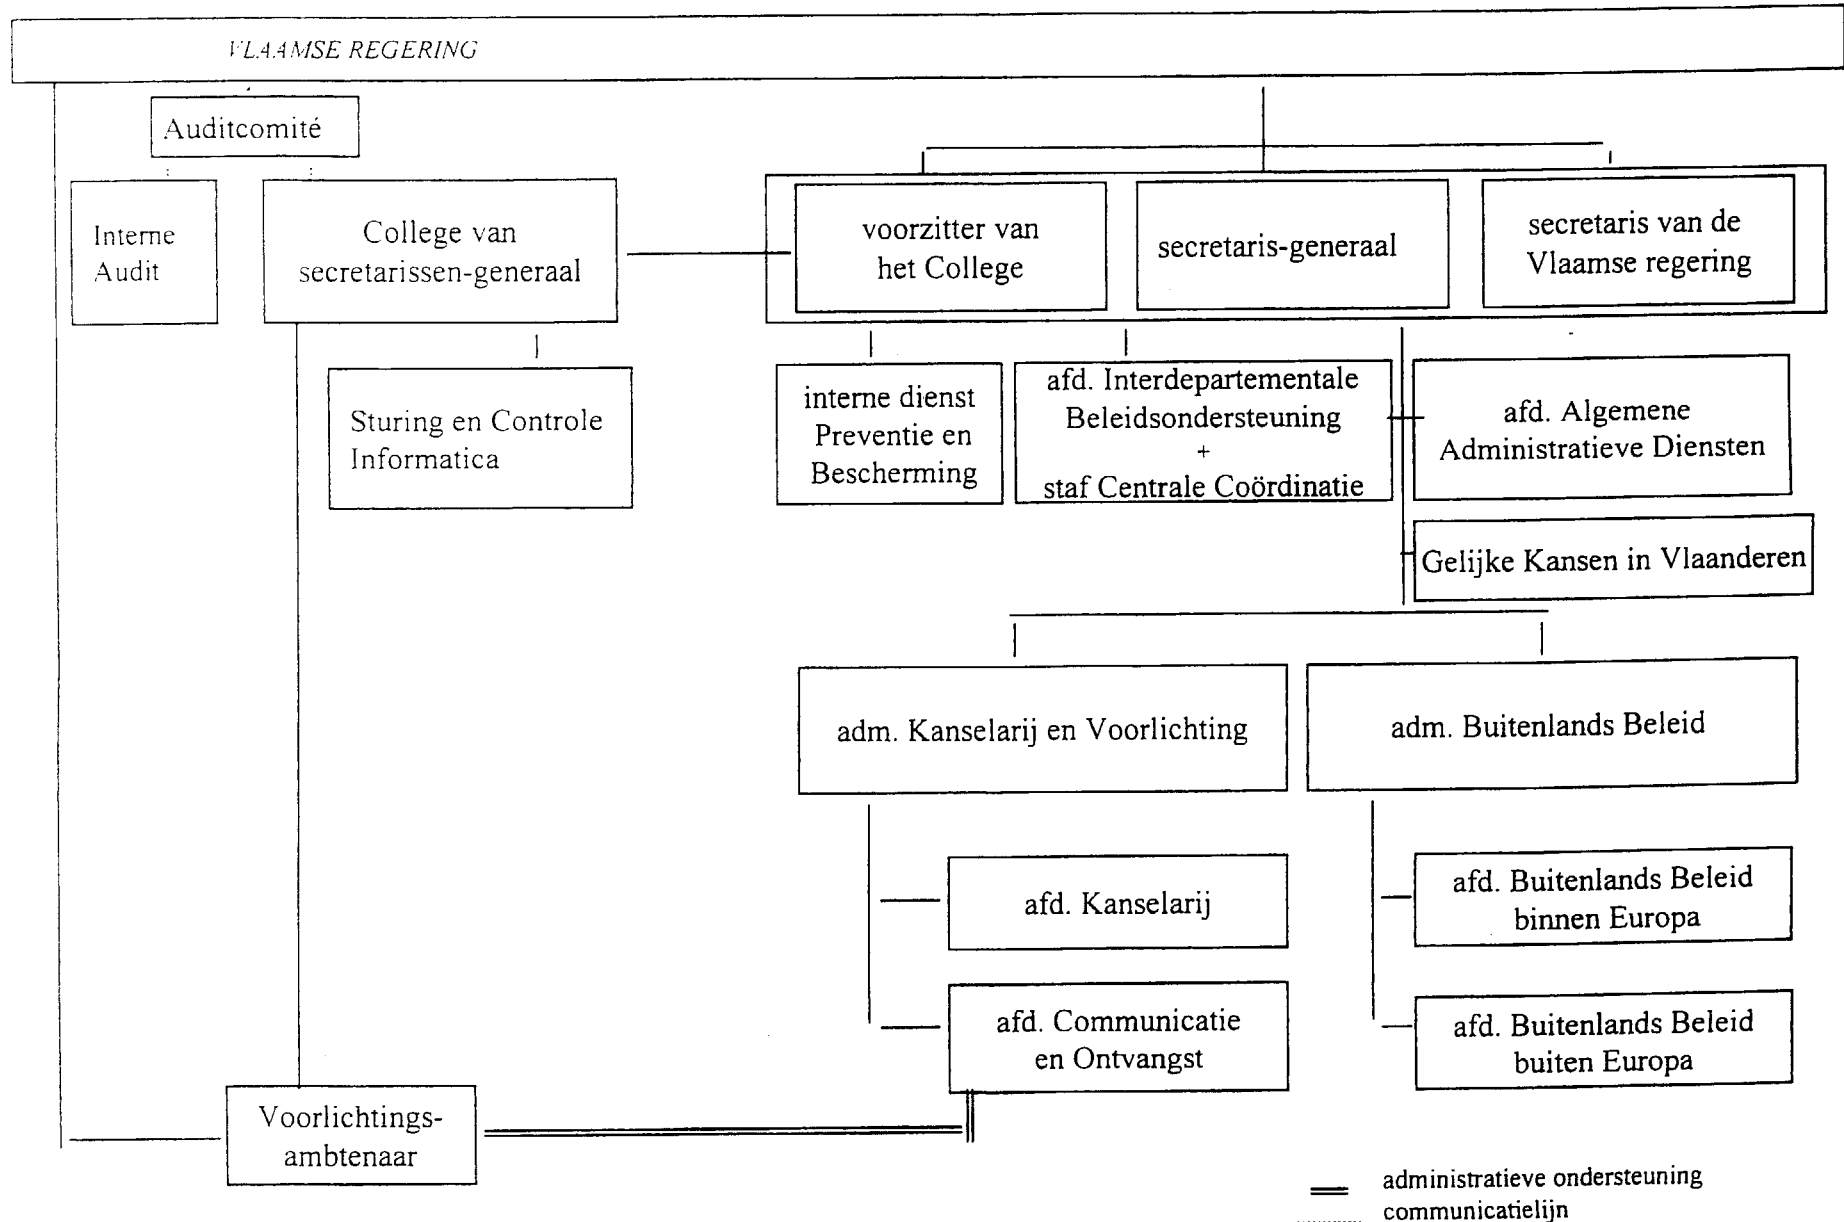 VLAAMSE REGERING
Auditcomité
Interne
Audit
College van
secretarissen-generaal
voorzitter van
het College
secretaris-generaal
secretaris van de
Vlaamse regering
Sturing en Controle
Informatica
interne dienst
Preventie en
Bescherming
afd. Interdepartementale
Beleidsondersteuning
+
staf Centrale Coördinatie
afd. Algemene
Administratieve Diensten
Gelijke Kansen in Vlaanderen
adm. Kanselarij en Voorlichting
adm. Buitenlands Beleid
afd. Kanselarij
afd. Buitenlands Beleid
binnen Europa
afd. Communicatie
en Ontvangst
afd. Buitenlands Beleid
buiten Europa
Voorlichtings-
ambtenaar
administratieve ondersteuning
communicatielijn